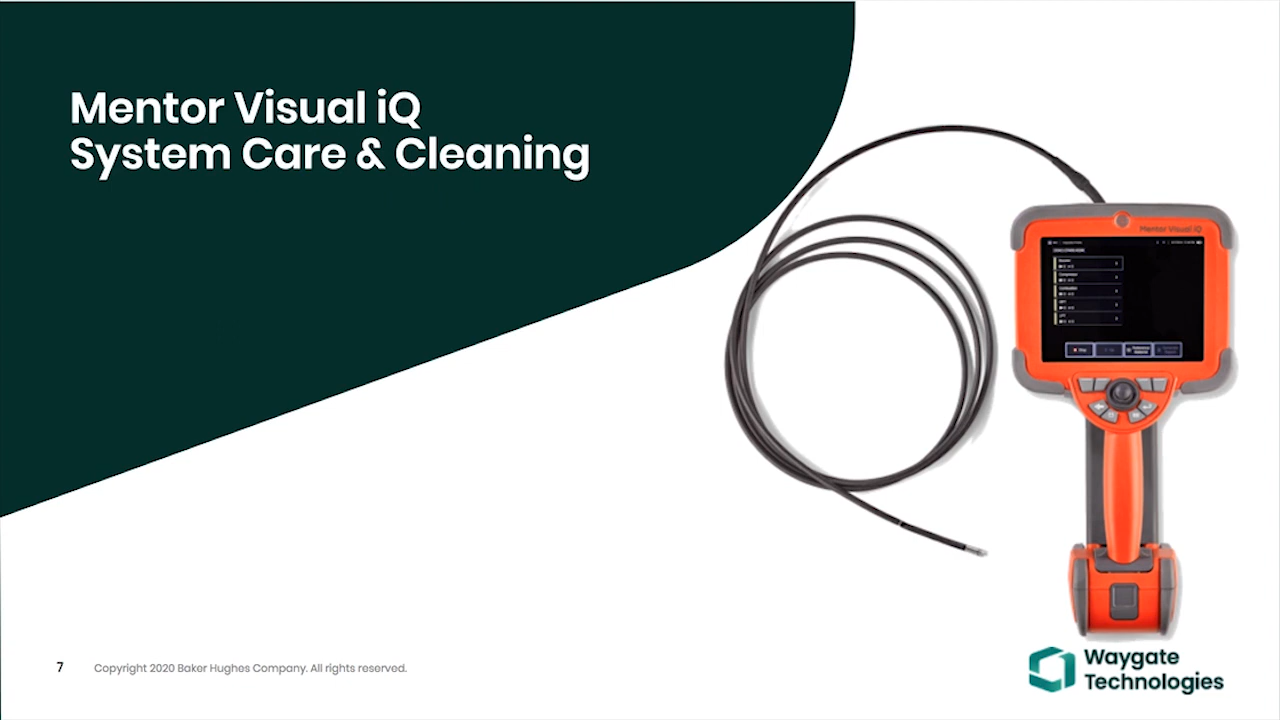 Mentor Visual iQ
System Care & Cleaning
Mentor Visual iQ
7
Copyright 2020 Baker Hughes Company. All rights reserved.
Waygate
Technologies